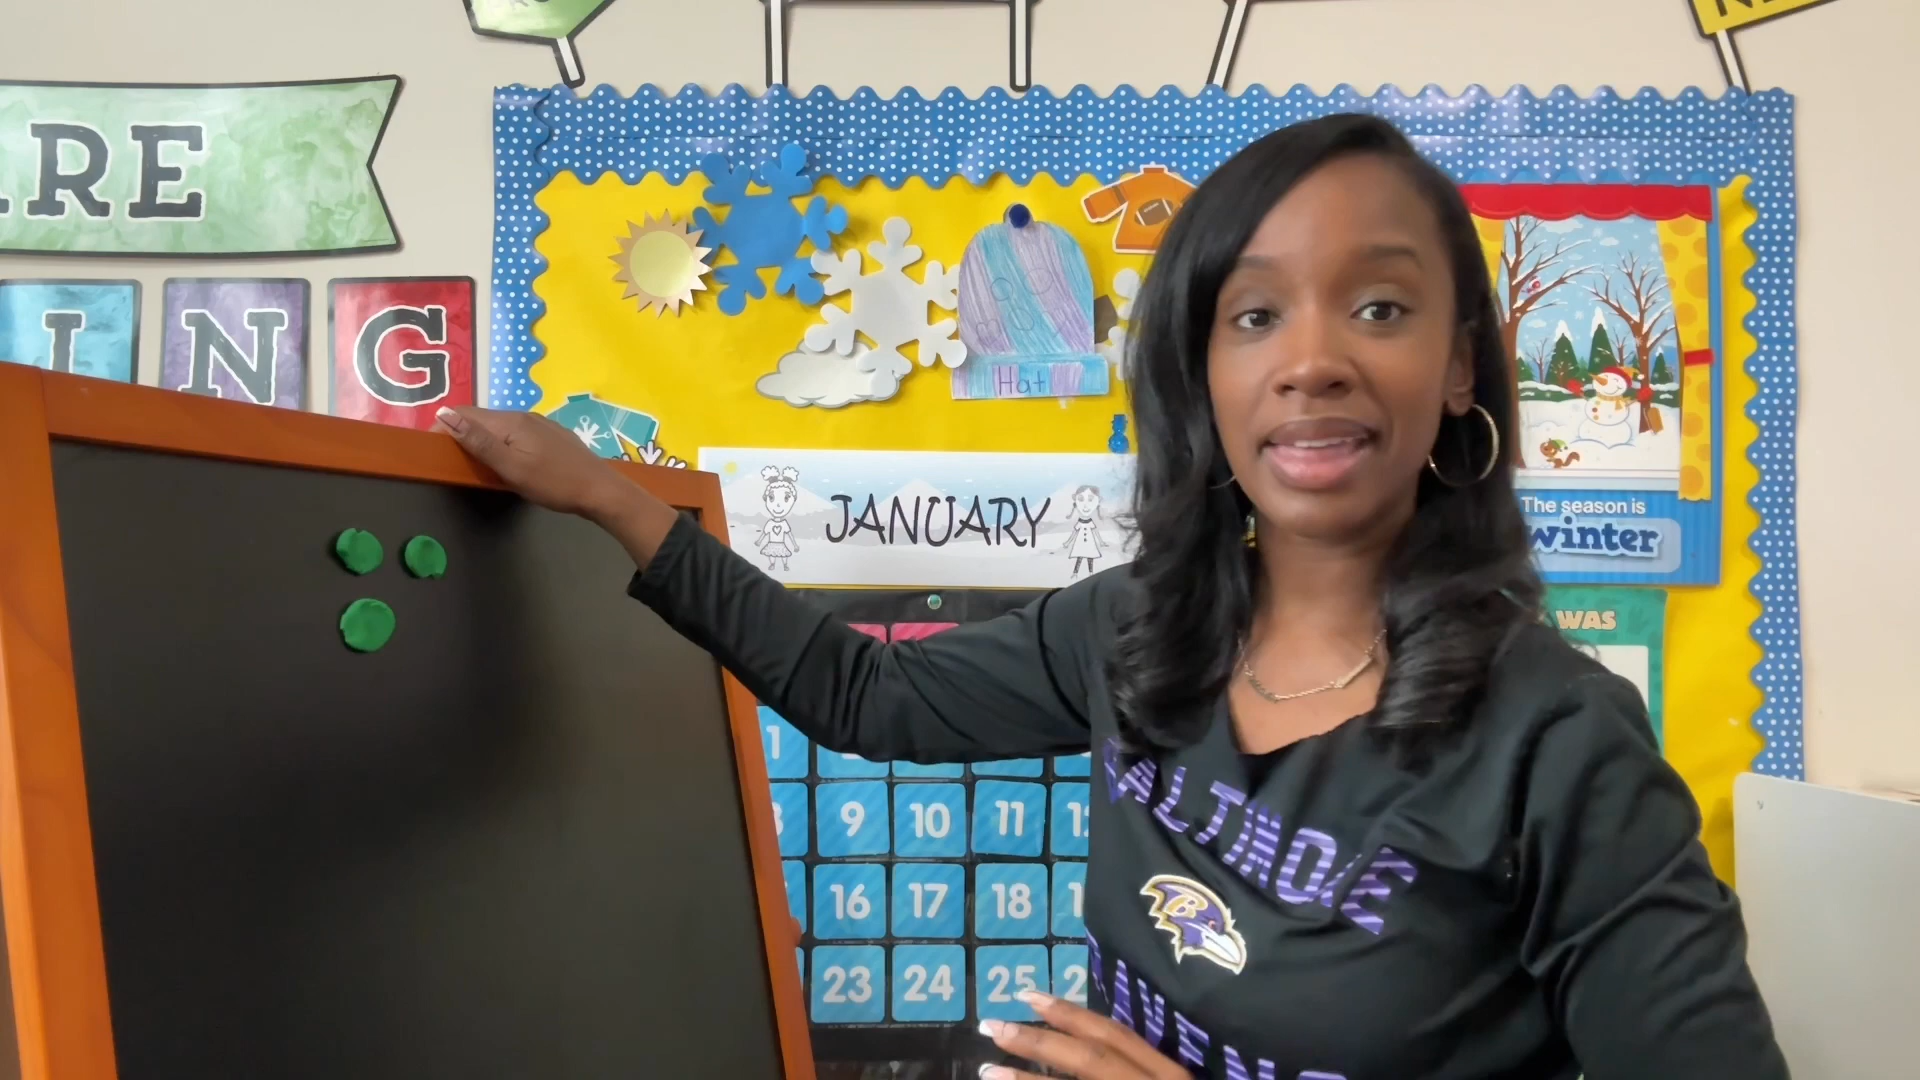 RE
ING
Hat
JANUARY
The season is
winter
WAS
1
9 10 11
16 17 18
23 24 25
BALTIMORE
B
RAVENS